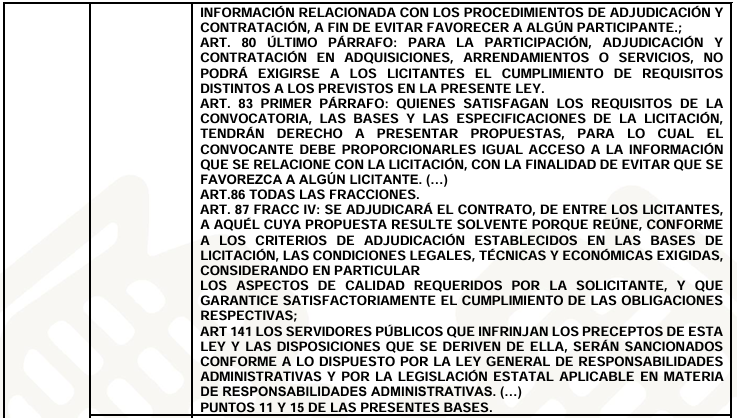 INFORMACIÓN RELACIONADA CON LOS PROCEDIMIENTOS DE ADJUDICACIÓN Y
CONTRATACIÓN, A FIN DE EVITAR FAVORECER A ALGÚN PARTICIPANTE.;
ART. 80 ÚLTIMO PÁRRAFO: PARA LA PARTICIPACIÓN, ADJUDICACIÓN Y
CONTRATACIÓN EN ADQUISICIONES, ARRENDAMIENTOS O SERVICIOS, NO
PODRÁ EXIGIRSE A LOS LICITANTES EL CUMPLIMIENTO DE REQUISITOS
DISTINTOS A LOS PREVISTOS EN LA PRESENTE LEY.
ART. 83 PRIMER PÁRRAFO: QUIENES SATISFAGAN LOS REQUISITOS DE LA
CONVOCATORIA, LAS BASES Y LAS ESPECIFICACIONES DE LA LICITACIÓN,
TENDRÁN DERECHO A PRESENTAR PROPUESTAS, PARA LO CUAL EL
CONVOCANTE DEBE PROPORCIONARLES IGUAL ACCESO A LA INFORMACIÓN
QUE SE RELACIONE CON LA LICITACIÓN, CON LA FINALIDAD DE EVITAR QUE SE
FAVOREZCA A ALGÚN LICITANTE. (...)
ART.86 TODAS LAS FRACCIONES.
ART. 87 FRACC IV: SE ADJUDICARÁ EL CONTRATO, DE ENTRE LOS LICITANTES,
A AQUÉL CUYA PROPUESTA RESULTE SOLVENTE PORQUE REÚNE, CONFORME
A LOS CRITERIOS DE ADJUDICACIÓN ESTABLECIDOS EN LAS BASES DE
LICITACIÓN, LAS CONDICIONES LEGALES, TÉCNICAS Y ECONÓMICAS EXIGIDAS,
CONSIDERANDO EN PARTICULAR
LOS ASPECTOS DE CALIDAD REQUERIDOS POR LA SOLICITANTE, Y QUE
GARANTICE SATISFACTORIAMENTE EL CUMPLIMIENTO DE LAS OBLIGACIONES
RESPECTIVAS;
ART 141 LOS SERVIDORES PÚBLICOS QUE INFRINJAN LOS PRECEPTOS DE ESTA
LEY Y LAS DISPOSICIONES QUE SE DERIVEN DE ELLA, SERÁN SANCIONADOS
CONFORME A LO DISPUESTO POR LA LEY GENERAL DE RESPONSABILIDADES
ADMINISTRATIVAS Y POR LA LEGISLACIÓN ESTATAL APLICABLE EN MATERIA
DE RESPONSABILIDADES ADMINISTRATIVAS. (...)
PUNTOS 11 Y 15 DE LAS PRESENTES BASES.